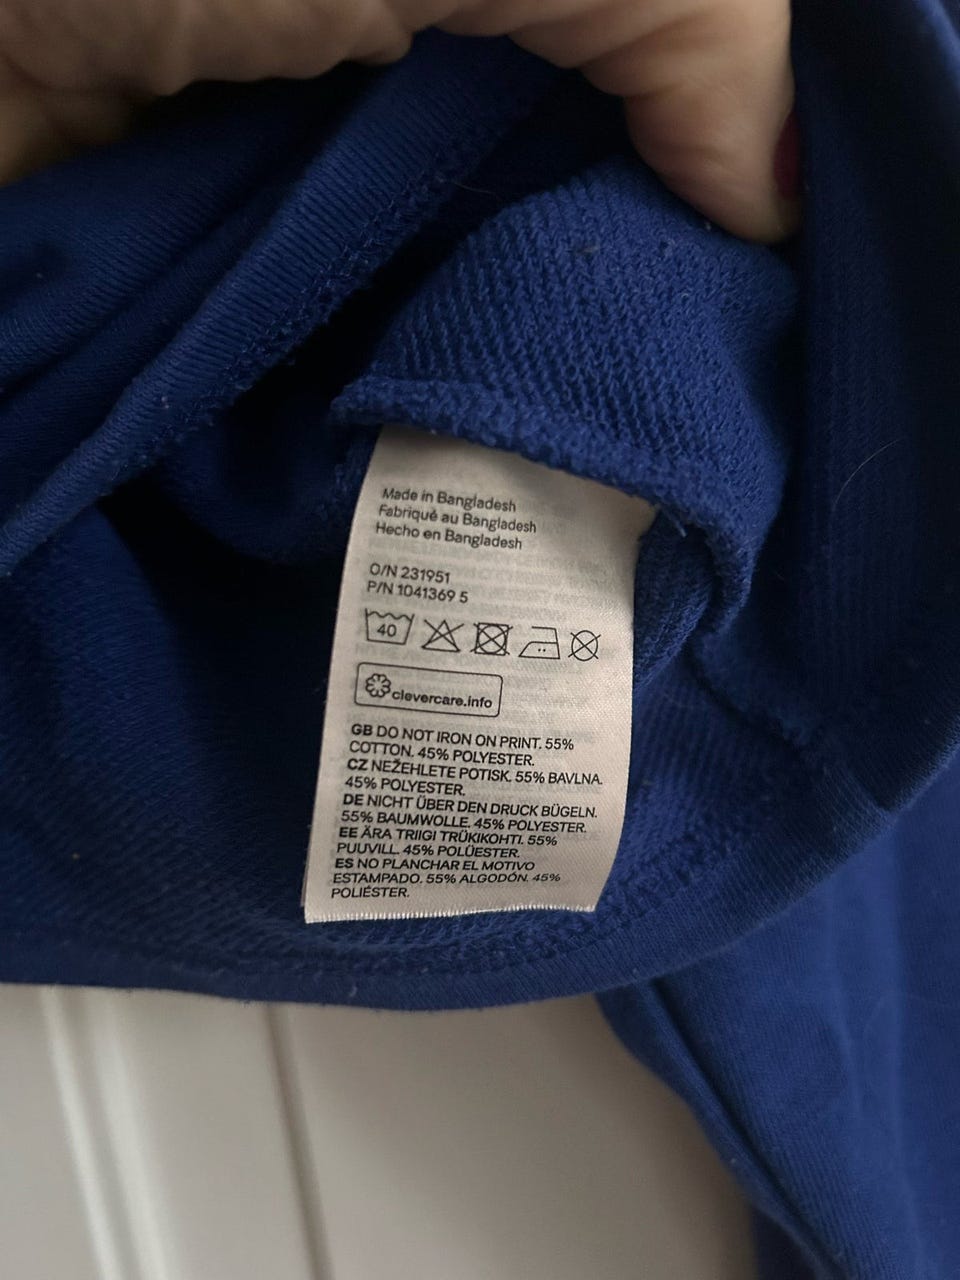 Made in Bangladesh
Fabriqué au Bangladesh
Hecho en Bangladesh
O/N 231951
P/N 1041369 5
40
clevercare.info
GB DO NOT IRON ON PRINT. 55%
COTTON. 45% POLYESTER.
CZ NEŽEHLETE POTISK. 55% BAVLNA.
45% POLYESTER.
DE NICHT ÜBER DEN DRUCK BÜGELN.
55% BAUMWOLLE. 45% POLYESTER.
EE ÄRA TRIIGI TRÜKIKOHTI. 55%
PUUVILL. 45% POLÜESTER.
ES NO PLANCHAR EL MOTIVO
ESTAMPADO. 55% ALGODÓN. 45%
POLIÉSTER.